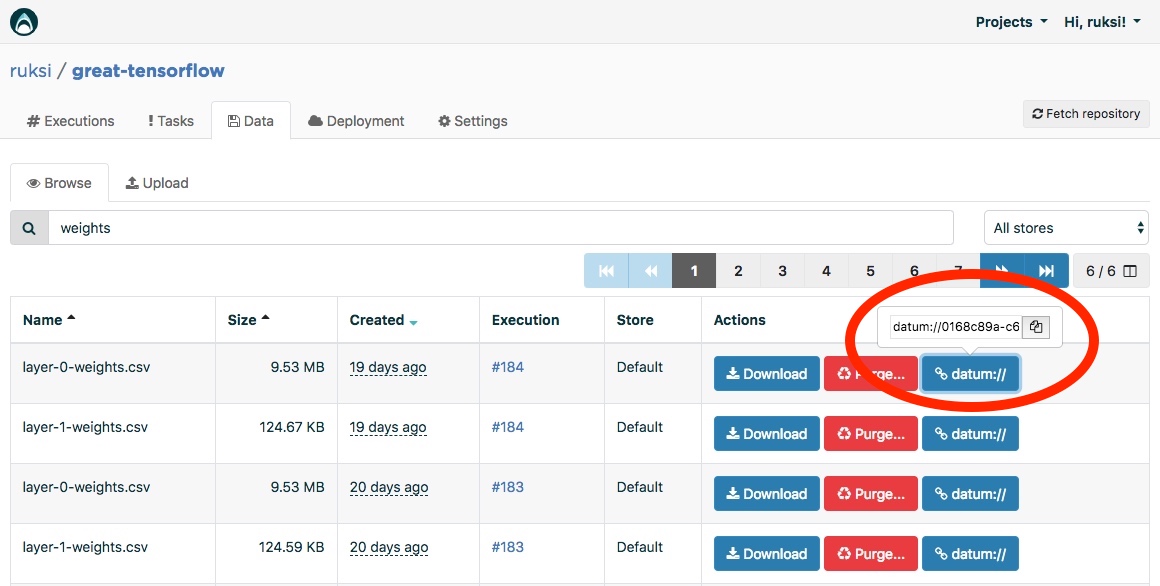 Projects Hi, ruksi!
ruksi / great-tensorflow
Executions Tasks Data Deployment Settings Fetch repository
Browse Upload
weights All stores
1 2 3 4 5 6 7 6 / 6
datum://0168c89a-c6
Name Size Created Execution Store Actions
layer-0-weights.csv 9.53 MB 19 days ago #184 Default Download Purge... datum://
layer-1-weights.csv 124.67 KB 19 days ago #184 Default Download Purge... datum://
layer-0-weights.csv 9.53 MB 20 days ago #183 Default Download Purge... datum://
layer-1-weights.csv 124.59 KB 20 days ago #183 Default Download Purge... datum://